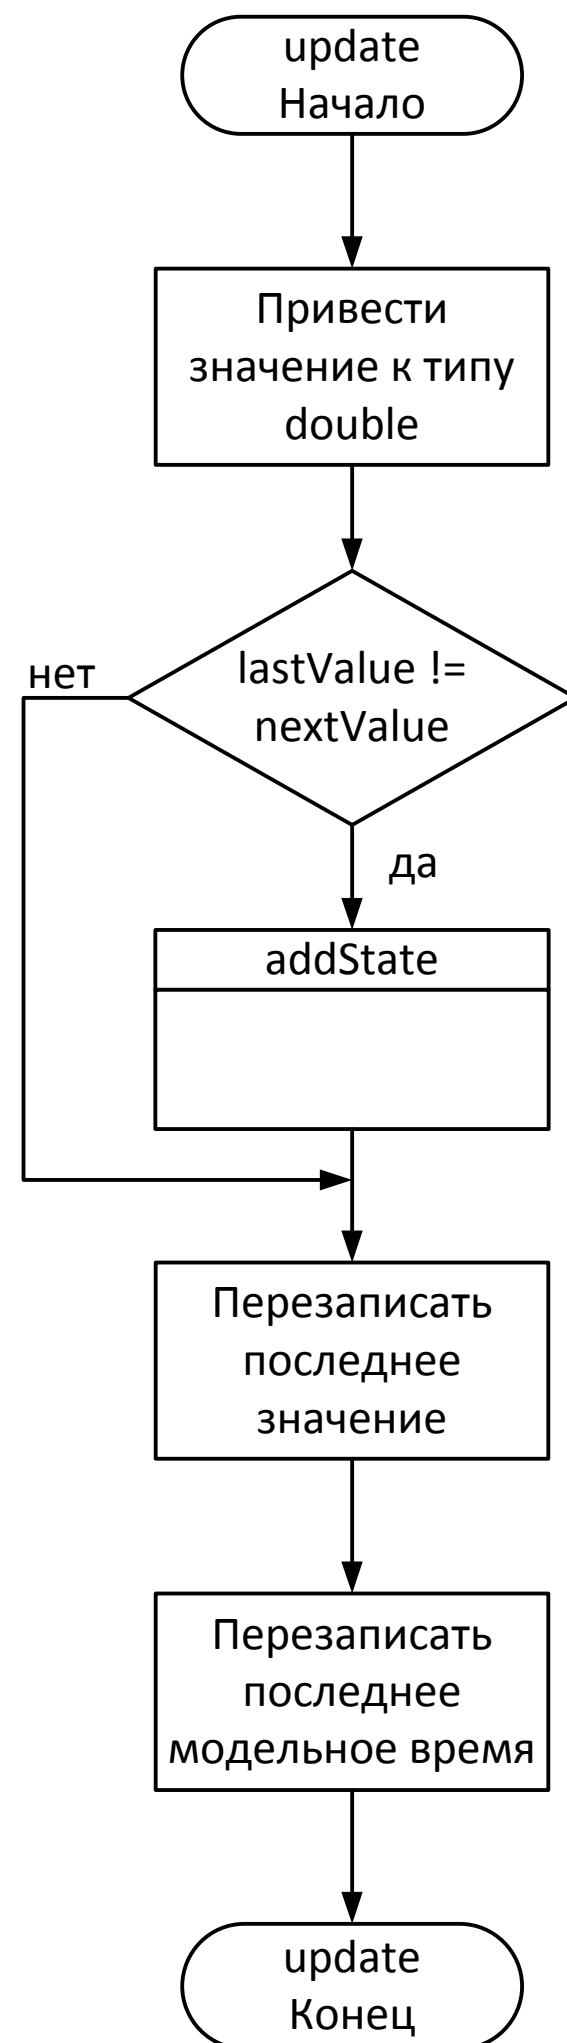 update
Начало
Привести
значение к типу
double
lastValue !=
nextValue
нет
да
addState
Перезаписать
последнее
значение
Перезаписать
последнее
модельное время
update
Конец